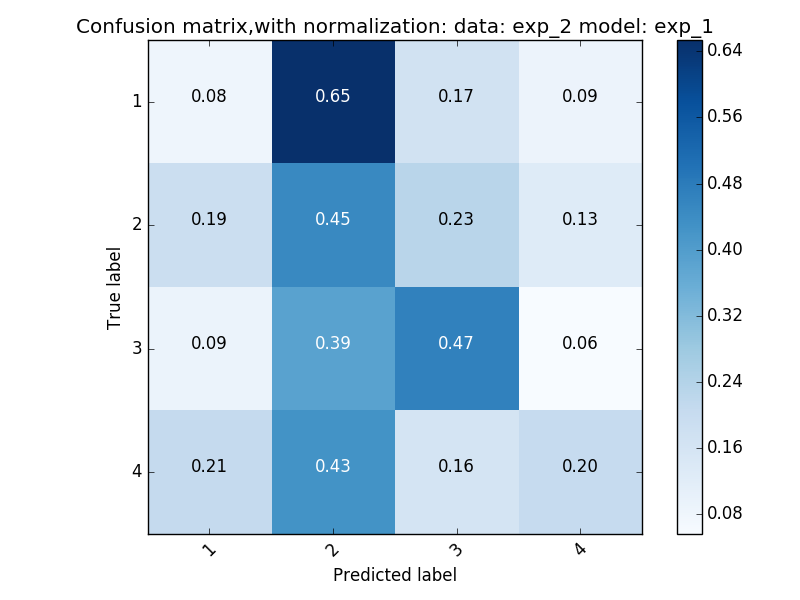 Confusion matrix,with normalization: data: exp_2 model: exp_1
True label
1
0.08 0.65 0.17 0.09
2
0.19 0.45 0.23 0.13
3
0.09 0.39 0.47 0.06
4
0.21 0.43 0.16 0.20
1 2 3 4
Predicted label
0.64
0.56
0.48
0.40
0.32
0.24
0.16
0.08